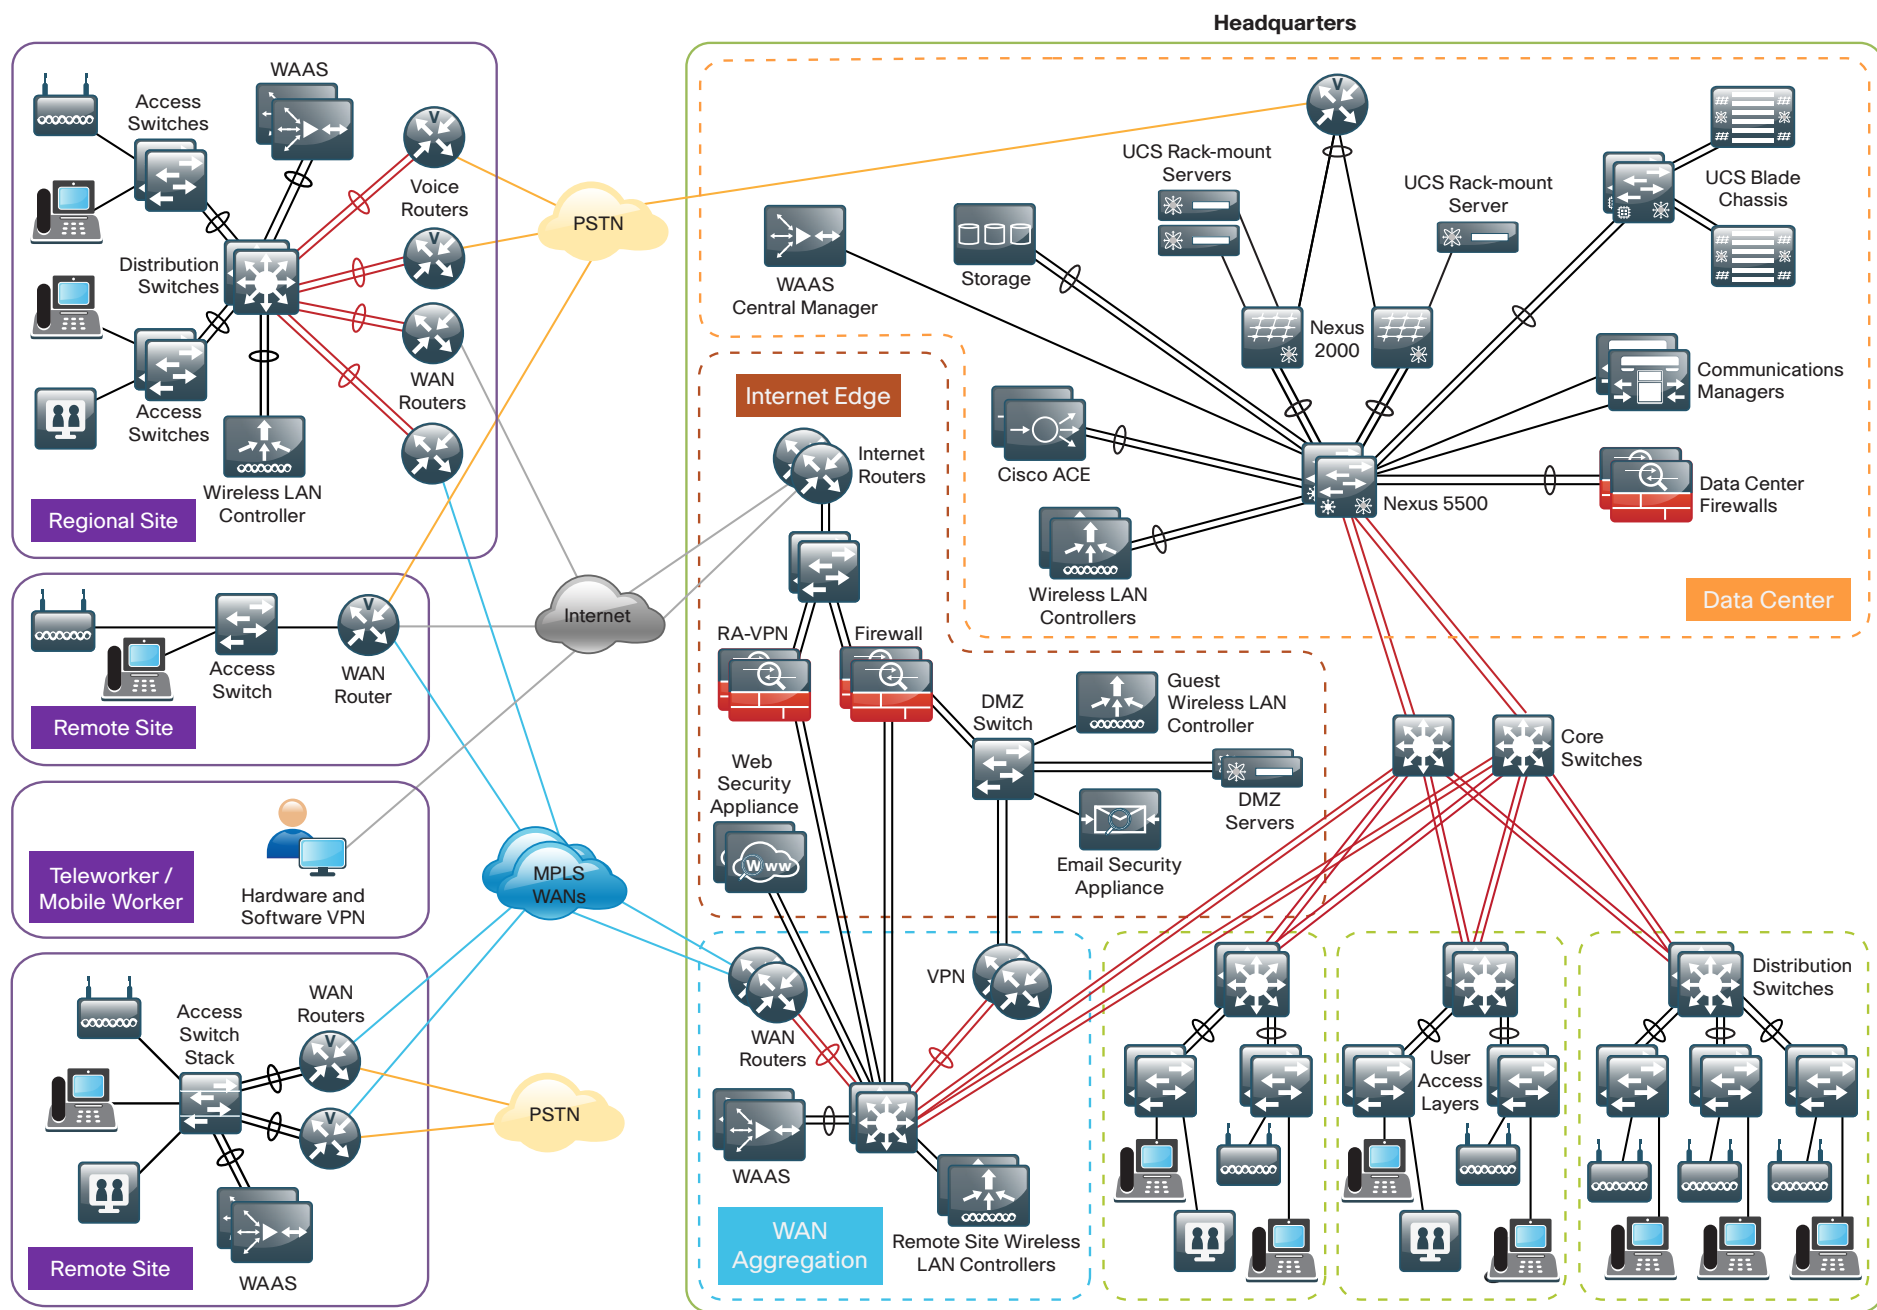 Headquarters
WAAS
Access
Switches
Voice
Routers
Distribution
Switches
WAN
Routers
Access
Switches
Wireless LAN
Controller
Regional Site
V
V
PSTN
Internet
Access
Switch
V
WAN
Router
Remote Site
Hardware and
Software VPN
Teleworker /
Mobile Worker
MPLS
WANs
WAN
Routers
Access
Switch
Stack
V
V
PSTN
WAAS
Remote Site
V
UCS Rack-mount
Servers
UCS Rack-mount
Server
UCS Blade
Chassis
##
##
##
##
##
##
##
##
WAAS
Central Manager
Storage
Nexus
2000
Communications
Managers
Cisco ACE
Nexus 5500
Data Center
Firewalls
Wireless LAN
Controllers
Data Center
Internet Edge
Internet
Routers
RA-VPN
Firewall
DMZ
Switch
Guest
Wireless LAN
Controller
Web
Security
Appliance
Www
DMZ
Servers
Email Security
Appliance
Core
Switches
VPN
WAN
Routers
WAAS
Remote Site Wireless
LAN Controllers
WAN
Aggregation
Distribution
Switches
User
Access
Layers